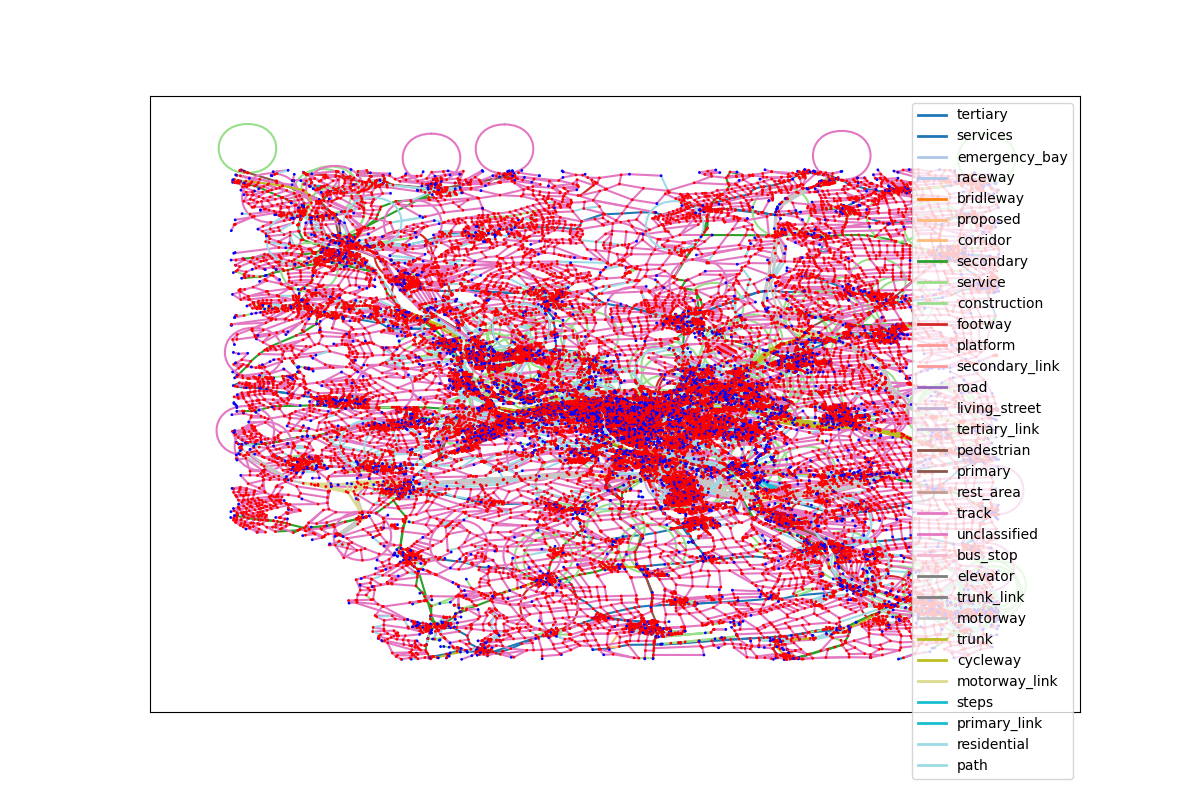 tertiary
services
emergency_bay
raceway
bridleway
proposed
corridor
secondary
service
construction
footway
platform
secondary_link
road
living_street
tertiary_link
pedestrian
primary
rest_area
track
unclassified
bus_stop
elevator
trunk_link
motorway
trunk
cycleway
motorway_link
steps
primary_link
residential
path